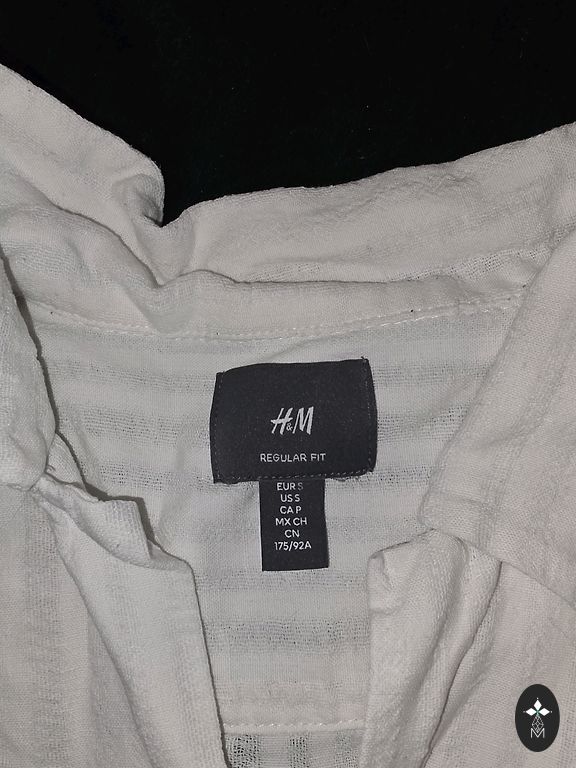 H&M
REGULAR FIT
EUR S
US S
CA P
MX CH
CN
175/92A
M